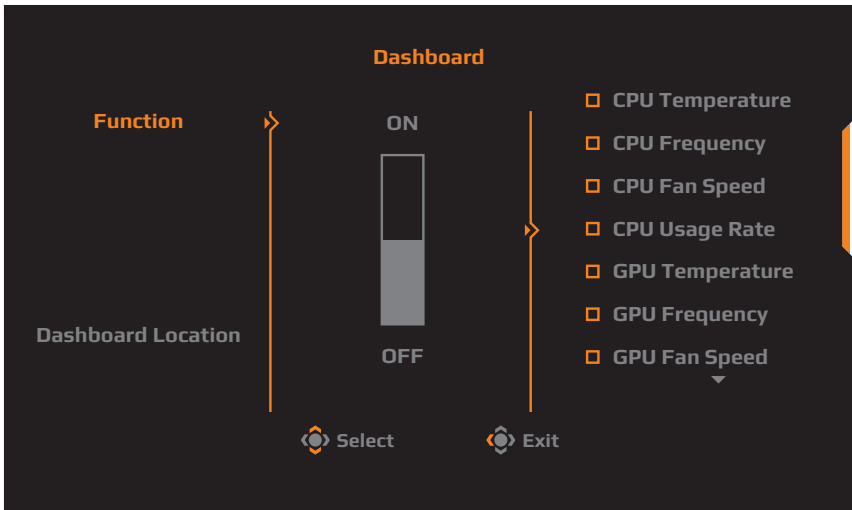 Dashboard
Function
Dashboard Location
ON
OFF
CPU Temperature
CPU Frequency
CPU Fan Speed
CPU Usage Rate
GPU Temperature
GPU Frequency
GPU Fan Speed
Select
Exit